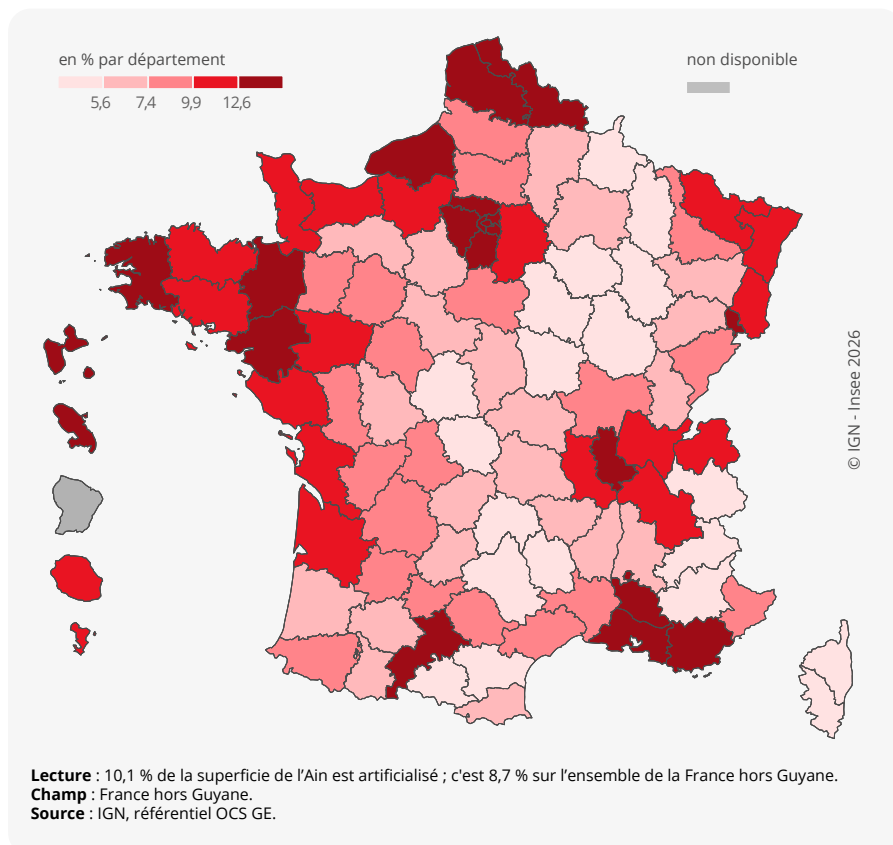 en % par département
non disponible
5,6 7,4 9,9 12,6
© IGN - Insee 2026
Lecture : 10,1 % de la superficie de l’Ain est artificialisé ; c'est 8,7 % sur l’ensemble de la France hors Guyane.
Champ : France hors Guyane.
Source : IGN, référentiel OCS GE.